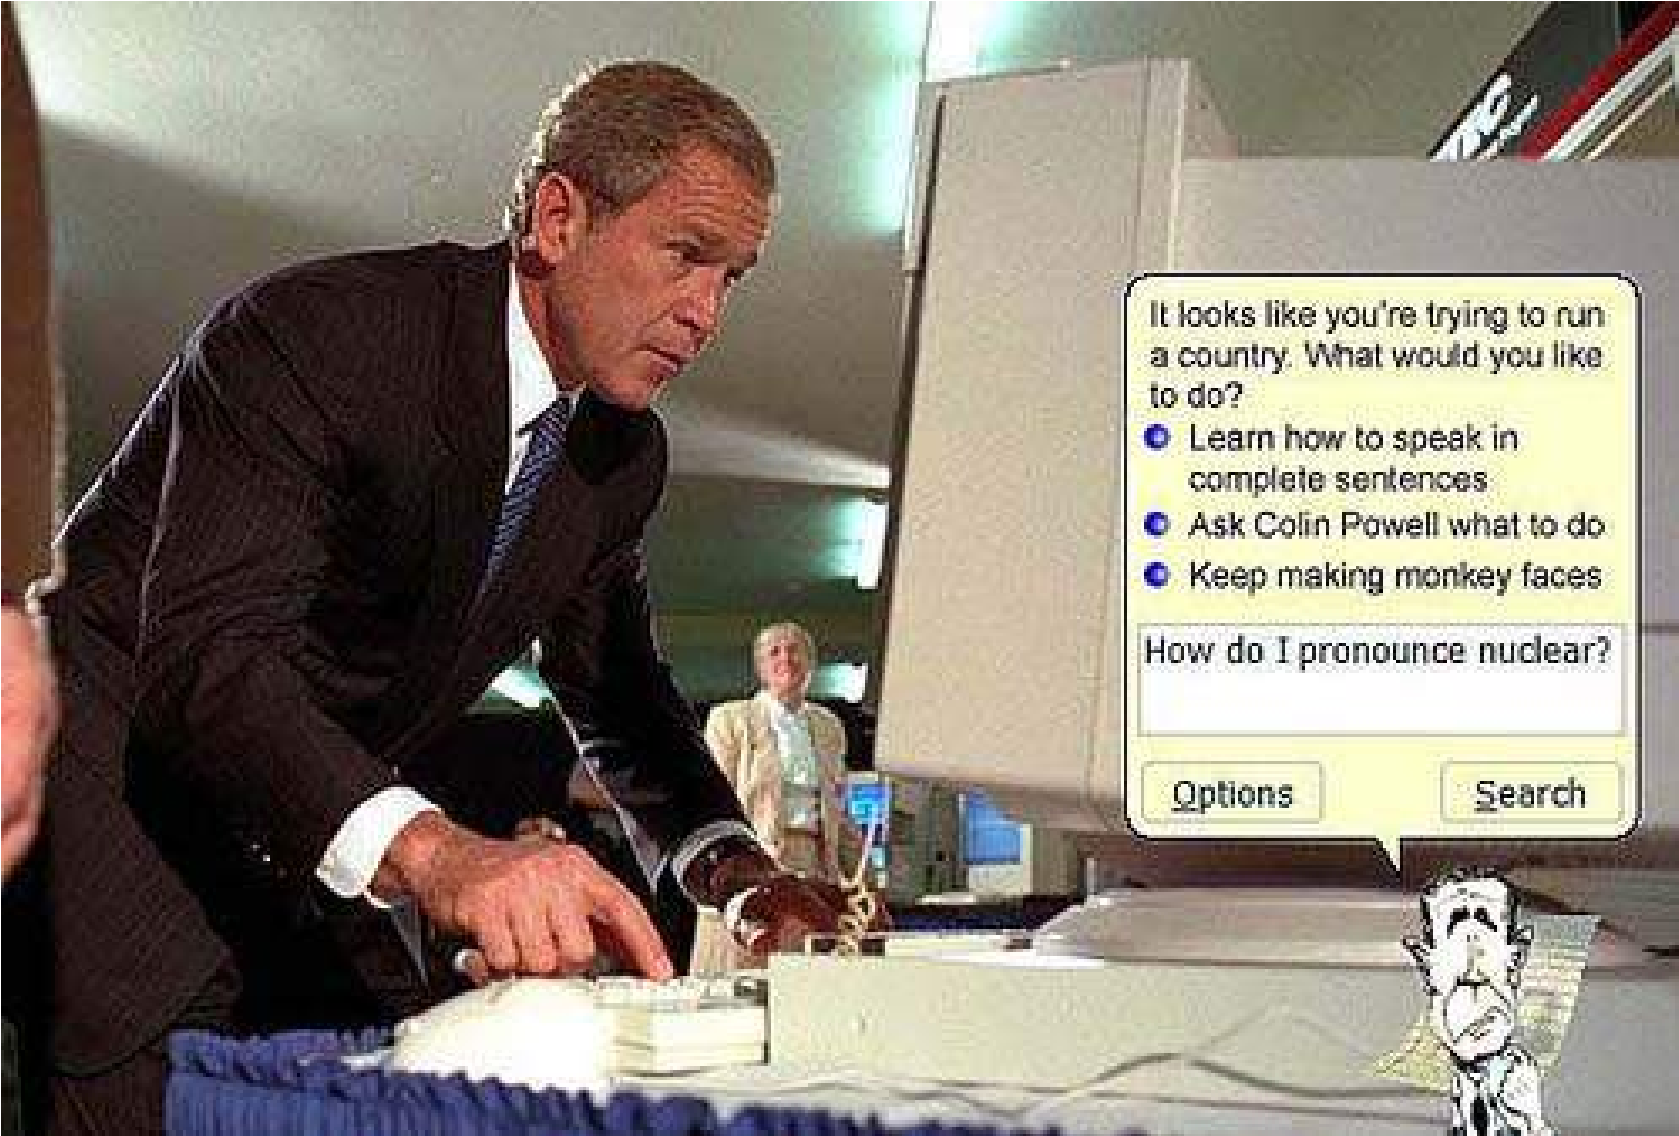 It looks like you're trying to run
a country. What would you like
to do?
Learn how to speak in
complete sentences
Ask Colin Powell what to do
Keep making monkey faces
How do I pronounce nuclear?
Options
Search